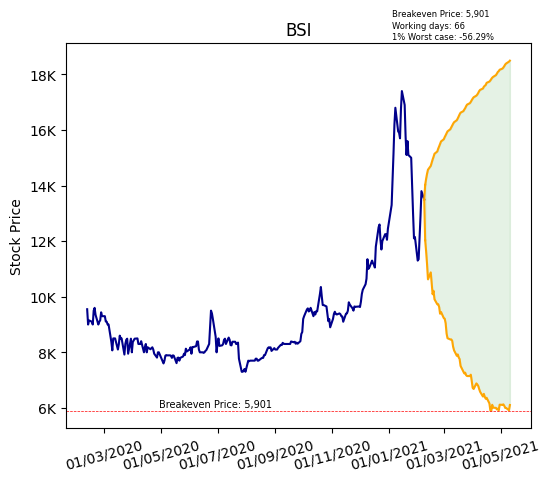 Breakeven Price: 5,901
Working days: 66
1% Worst case: -56.29%
BSI
Stock Price
18K
16K
14K
12K
10K
8K
6K
Breakeven Price: 5,901
01/03/2020 01/05/2020 01/07/2020 01/09/2020 01/11/2020 01/01/2021 01/03/2021 01/05/2021